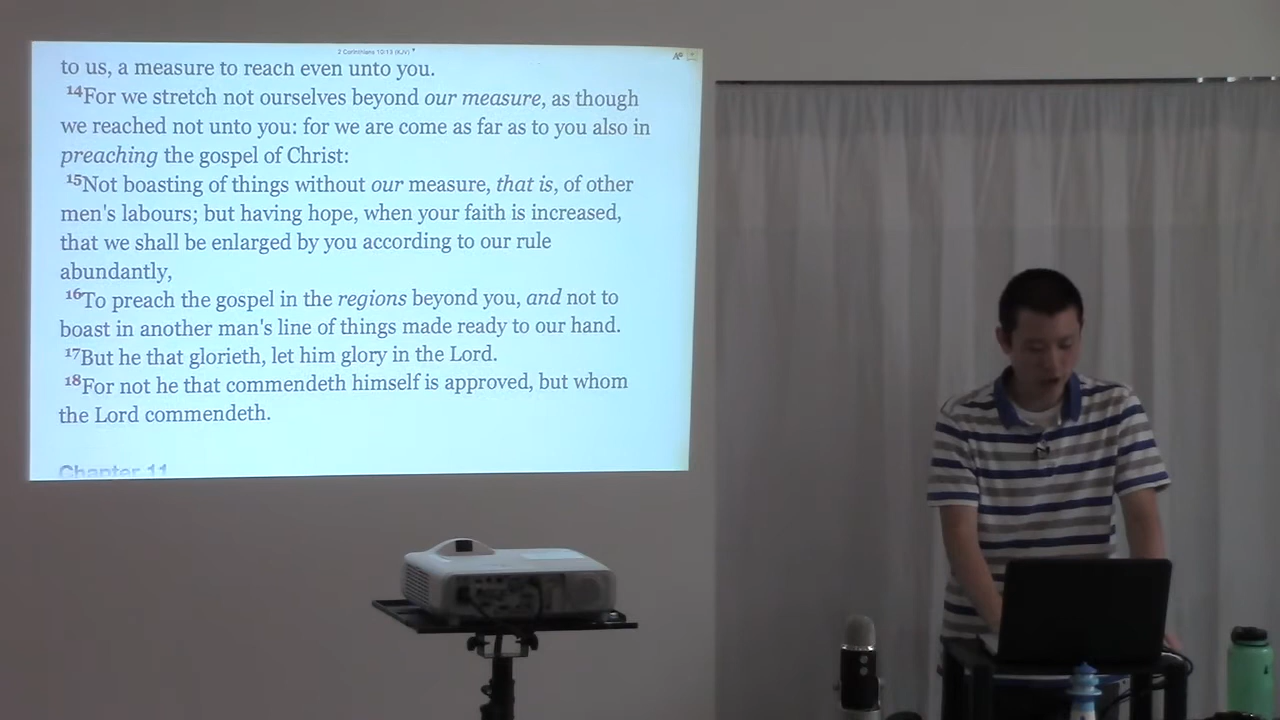 2 Corinthians 10:13 (KJV)
to us, a measure to reach even unto you.
14For we stretch not ourselves beyond our measure, as though
we reached not unto you: for we are come as far as to you also in
preaching the gospel of Christ:
15Not boasting of things without our measure, that is, of other
men's labours; but having hope, when your faith is increased,
that we shall be enlarged by you according to our rule
abundantly,
16To preach the gospel in the regions beyond you, and not to
boast in another man's line of things made ready to our hand.
17But he that glorieth, let him glory in the Lord.
18For not he that commendeth himself is approved, but whom
the Lord commendeth.
Chapter 11